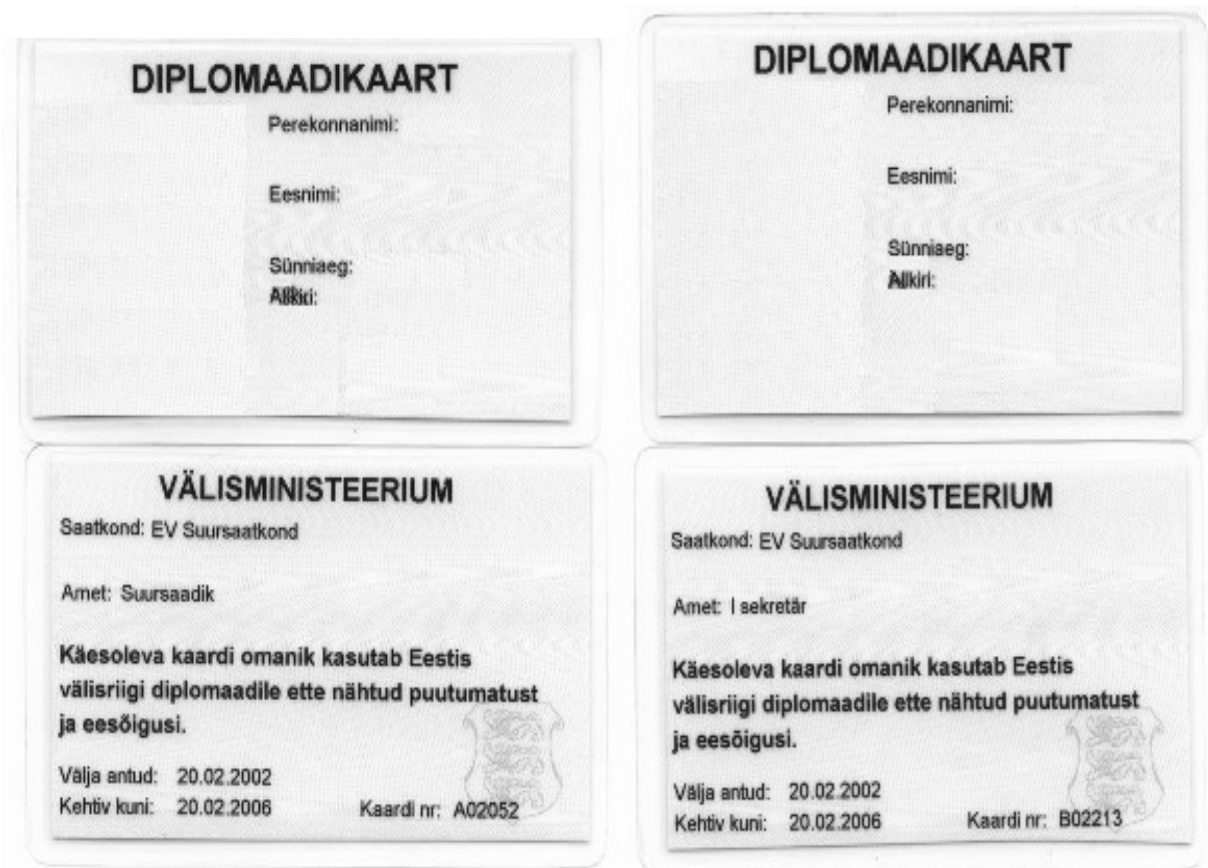 DIPLOMAADIKAART
Perekonnanimi:
Eesnimi:
Sünniaeg:
DIPLOMAADIKAART
Perekonnanimi:
Eesnimi:
Sünniaeg:
Allkiri:
VÄLISMINISTEERIUM
Saatkond: EV Suursaatkond
Amet: Suursaadik
Käesoleva kaardi omanik kasutab Eestis
välisriigi diplomaadile ette nähtud puutumatust
ja eesõigusi.
Välja antud: 20.02.2002
Kehtiv kuni: 20.02.2006 Kaardi nr: A02052
VÄLISMINISTEERIUM
Saatkond: EV Suursaatkond
Amet: I sekretär
Käesoleva kaardi omanik kasutab Eestis
välisriigi diplomaadile ette nähtud puutumatust
ja eesõigusi.
Välja antud: 20.02.2002
Kehtiv kuni: 20.02.2006 Kaardi nr: B02213